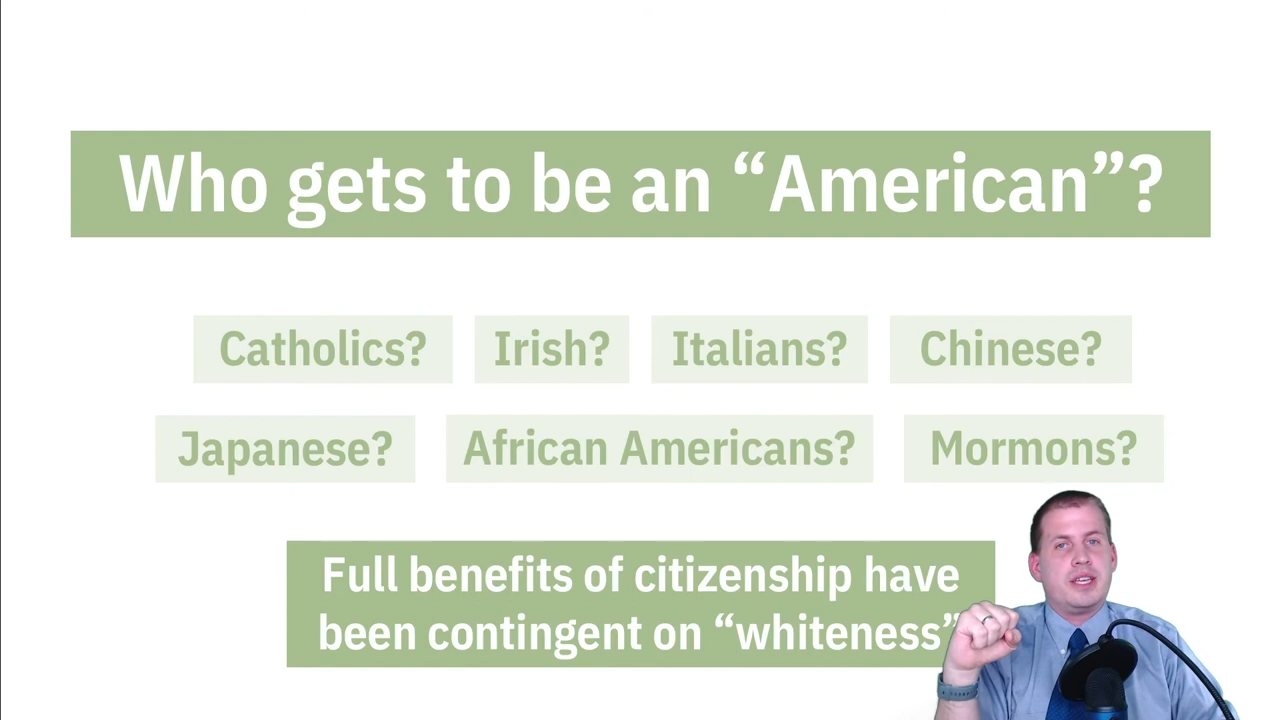 Who gets to be an “American”?
Catholics? Irish? Italians? Chinese?
Japanese? African Americans? Mormons?
Full benefits of citizenship have
been contingent on “whiteness”